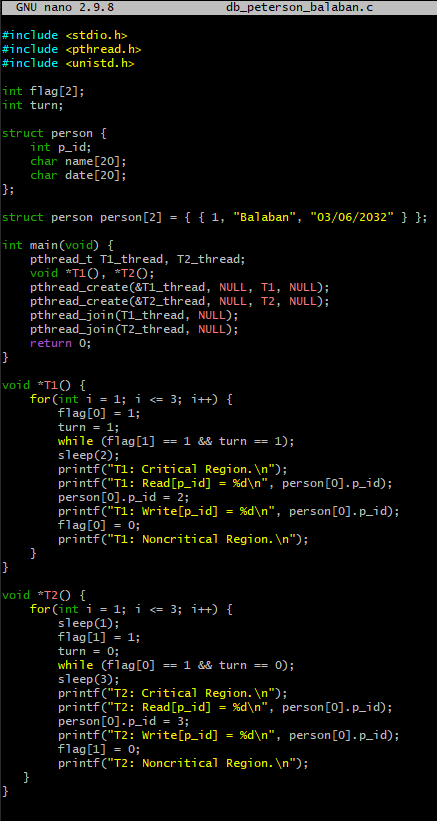 GNU nano 2.9.8 db_peterson_balaban.c
#include <stdio.h>
#include <pthread.h>
#include <unistd.h>
int flag[2];
int turn;
struct person {
    int p_id;
    char name[20];
    char date[20];
};
struct person person[2] = { { 1, "Balaban", "03/06/2032" } };
int main(void) {
    pthread_t T1_thread, T2_thread;
    void *T1(), *T2();
    pthread_create(&T1_thread, NULL, T1, NULL);
    pthread_create(&T2_thread, NULL, T2, NULL);
    pthread_join(T1_thread, NULL);
    pthread_join(T2_thread, NULL);
    return 0;
}
void *T1() {
    for(int i = 1; i <= 3; i++) {
        flag[0] = 1;
        turn = 1;
        while (flag[1] == 1 && turn == 1);
        sleep(2);
        printf("T1: Critical Region.\n");
        printf("T1: Read[p_id] = %d\n", person[0].p_id);
        person[0].p_id = 2;
        printf("T1: Write[p_id] = %d\n", person[0].p_id);
        flag[0] = 0;
        printf("T1: Noncritical Region.\n");
    }
}
void *T2() {
    for(int i = 1; i <= 3; i++) {
        sleep(1);
        flag[1] = 1;
        turn = 0;
        while (flag[0] == 1 && turn == 0);
        sleep(3);
        printf("T2: Critical Region.\n");
        printf("T2: Read[p_id] = %d\n", person[0].p_id);
        person[0].p_id = 3;
        printf("T2: Write[p_id] = %d\n", person[0].p_id);
        flag[1] = 0;
        printf("T2: Noncritical Region.\n");
   }
}